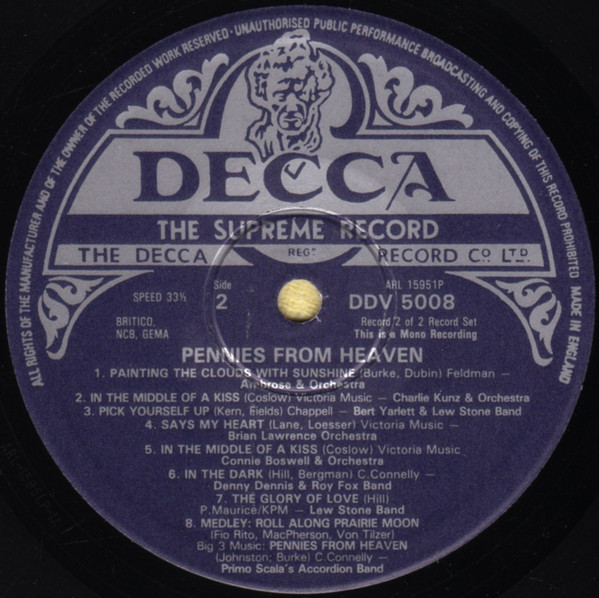 ALL RIGHTS OF THE MANUFACTURER AND OF THE OWNER OF THE RECORDED WORK RESERVED · UNAUTHORISED PUBLIC PERFORMANCE BROADCASTING AND COPYING OF THIS RECORD PROHIBITED MADE IN ENGLAND
DECCA
THE SUPREME RECORD
THE DECCA REGD RECORD CO. LTD.
SPEED 33⅓
Side
2
ARL 15951P
DDV 5008
BRITICO,
NCB, GEMA
Record 2 of 2 Record Set
This is a Mono Recording
PENNIES FROM HEAVEN
1. PAINTING THE CLOUDS WITH SUNSHINE (Burke, Dubin) Feldman –
Ambrose & Orchestra
2. IN THE MIDDLE OF A KISS (Coslow) Victoria Music – Charlie Kunz & Orchestra
3. PICK YOURSELF UP (Kern, Fields) Chappell – Bert Yarlett & Lew Stone Band
4. SAYS MY HEART (Lane, Loesser) Victoria Music –
Brian Lawrence Orchestra
5. IN THE MIDDLE OF A KISS (Coslow) Victoria Music
Connie Boswell & Orchestra
6. IN THE DARK (Hill, Bergman) C.Connelly –
Denny Dennis & Roy Fox Band
7. THE GLORY OF LOVE (Hill)
P.Maurice/KPM – Lew Stone Band
8. MEDLEY: ROLL ALONG PRAIRIE MOON
(Fio Rito, MacPherson, Von Tilzer)
Big 3 Music: PENNIES FROM HEAVEN
(Johnston; Burke) C.Connelly –
Primo Scala's Accordion Band